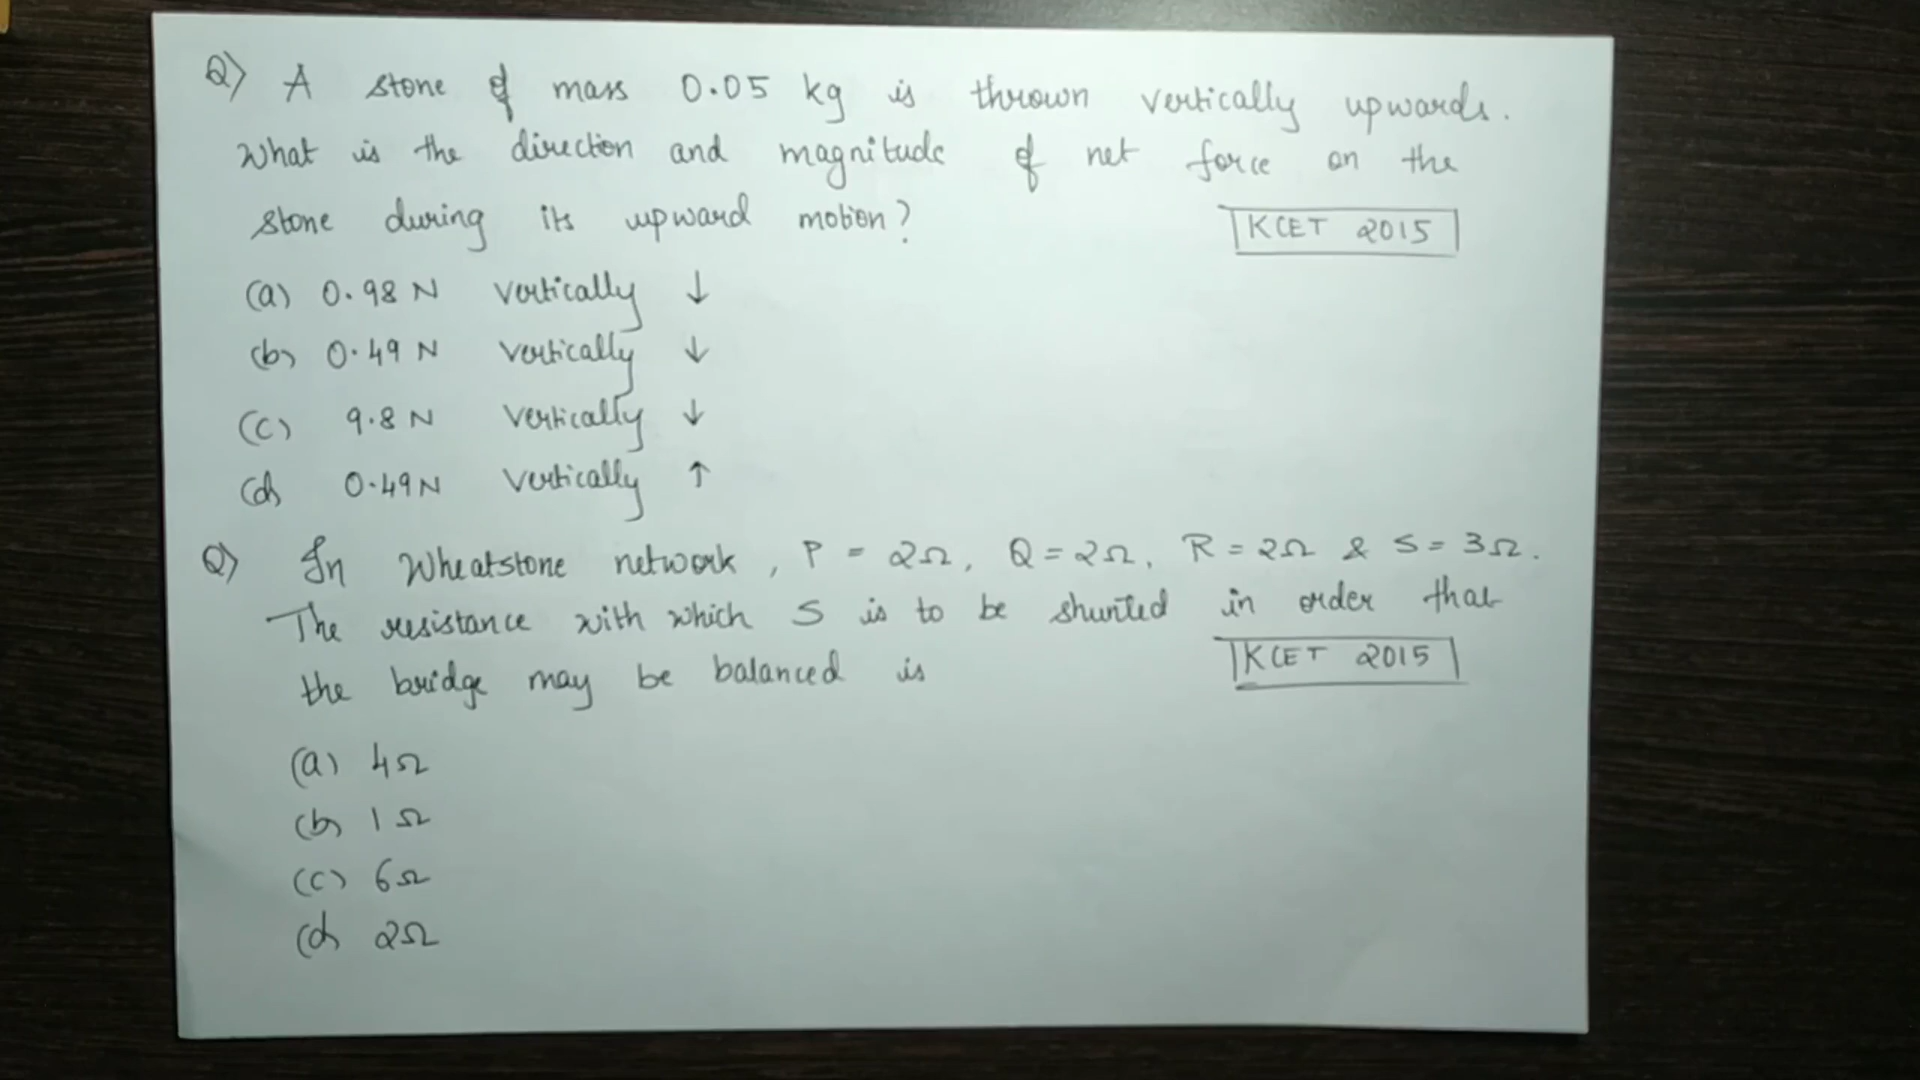 Q) A stone of mass 0.05 kg is thrown vertically upwards.
What is the direction and magnitude of net force on the
stone during its upward motion?
KCET 2015
(a) 0.98 N vertically ↓
(b) 0.49 N vertically ↓
(c) 9.8 N vertically ↓
(d) 0.49 N vertically ↑
Q) In Wheatstone network, P = 2Ω, Q = 2Ω, R = 2Ω & S = 3Ω.
The resistance with which S is to be shunted in order that
the bridge may be balanced is
KCET 2015
(a) 4Ω
(b) 1Ω
(c) 6Ω
(d) 2Ω